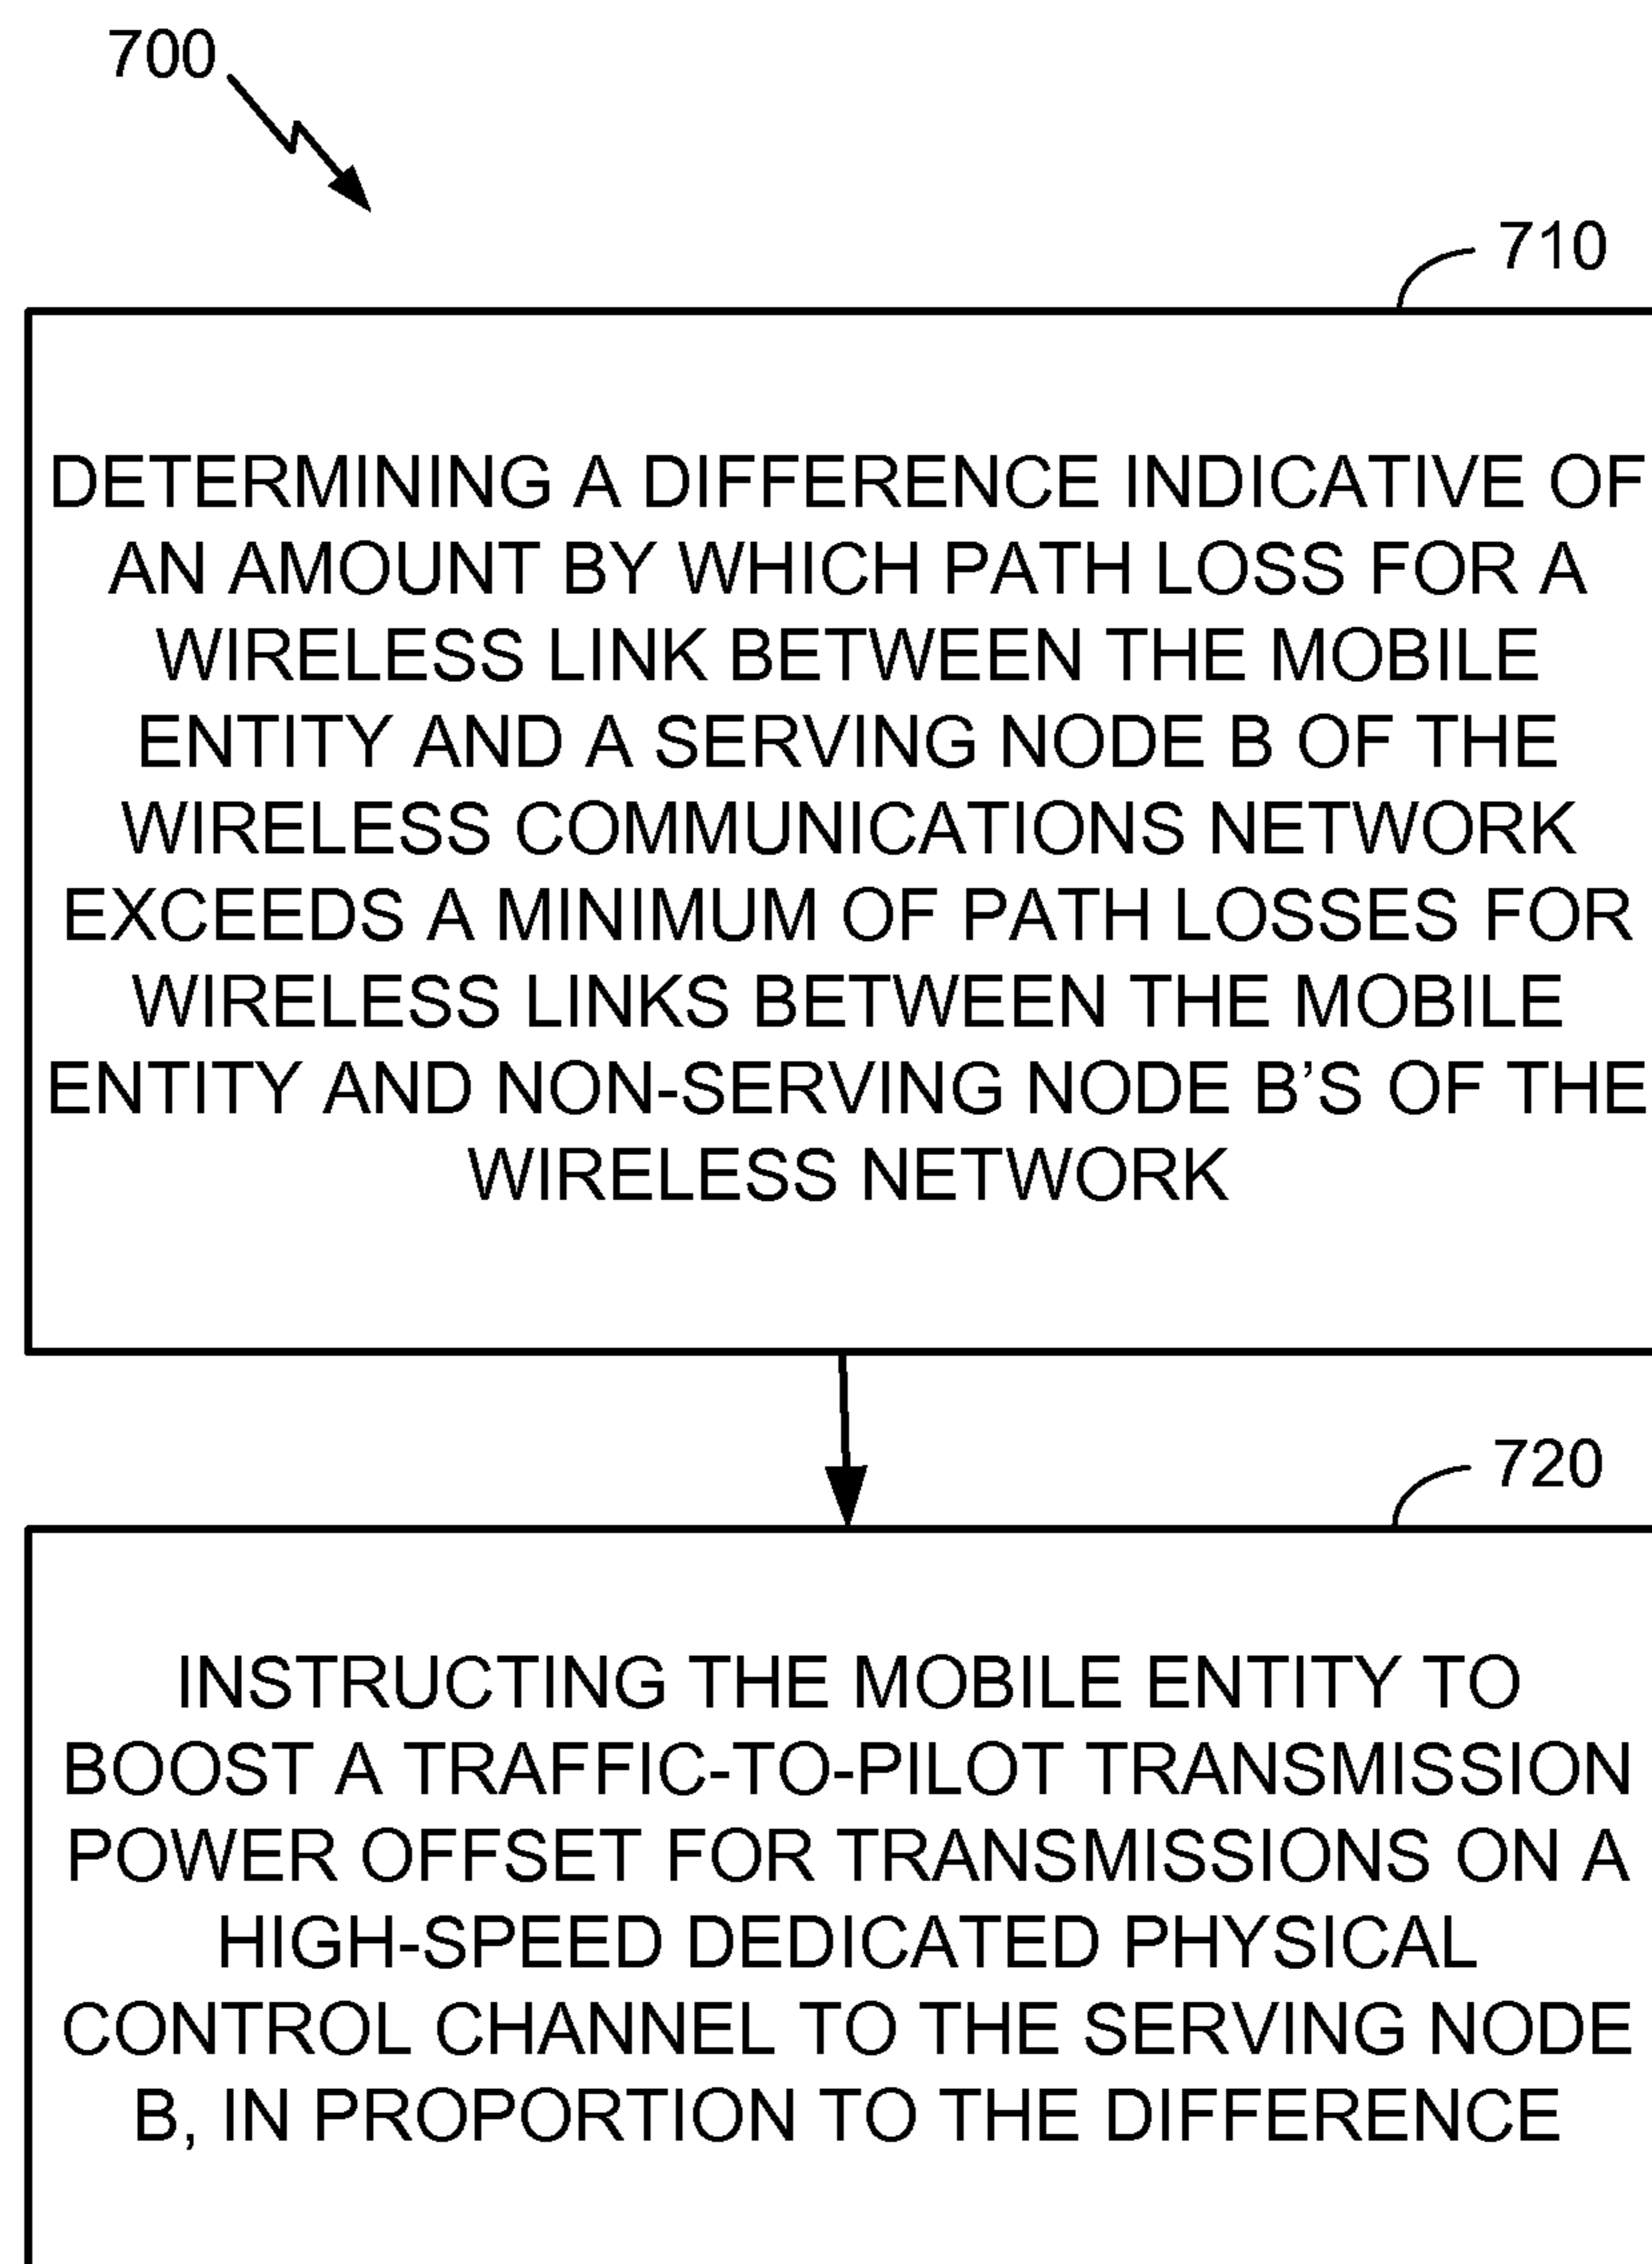 700
710
DETERMINING A DIFFERENCE INDICATIVE OF
AN AMOUNT BY WHICH PATH LOSS FOR A
WIRELESS LINK BETWEEN THE MOBILE
ENTITY AND A SERVING NODE B OF THE
WIRELESS COMMUNICATIONS NETWORK
EXCEEDS A MINIMUM OF PATH LOSSES FOR
WIRELESS LINKS BETWEEN THE MOBILE
ENTITY AND NON-SERVING NODE B’S OF THE
WIRELESS NETWORK
720
INSTRUCTING THE MOBILE ENTITY TO
BOOST A TRAFFIC-TO-PILOT TRANSMISSION
POWER OFFSET FOR TRANSMISSIONS ON A
HIGH-SPEED DEDICATED PHYSICAL
CONTROL CHANNEL TO THE SERVING NODE
B, IN PROPORTION TO THE DIFFERENCE